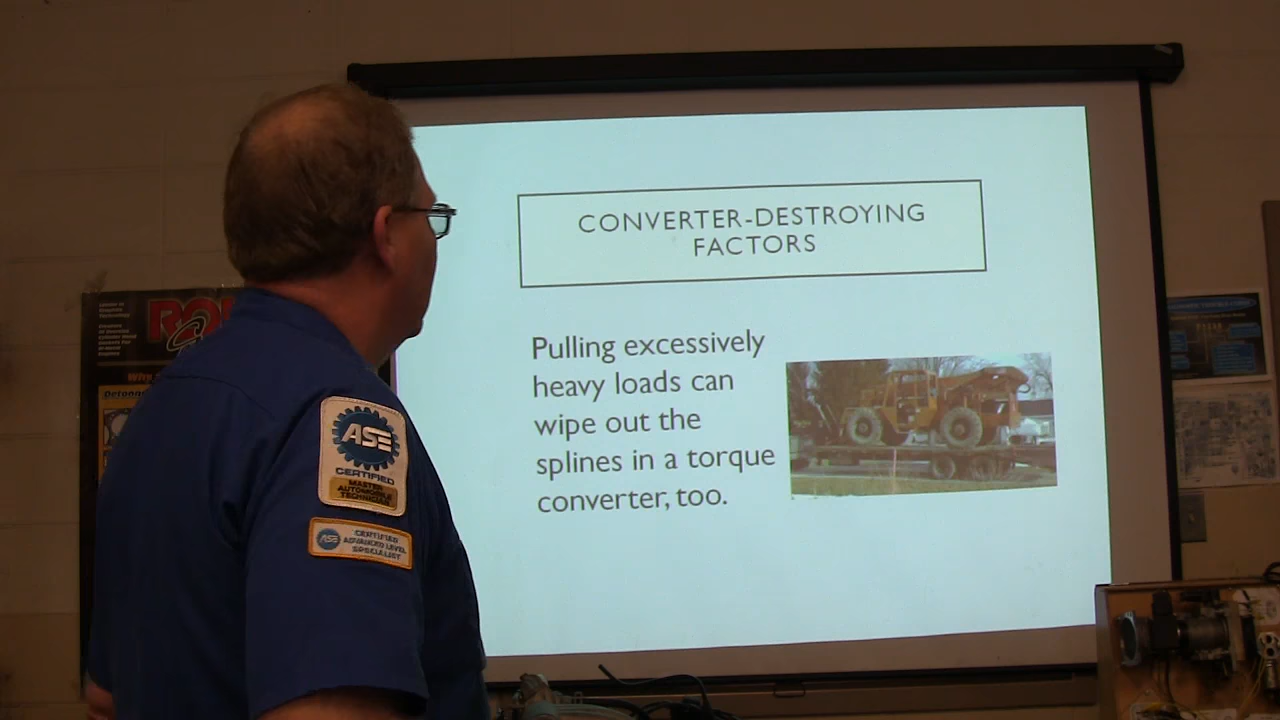 CONVERTER-DESTROYING
FACTORS
Pulling excessively
heavy loads can
wipe out the
splines in a torque
converter, too.
ASE
CERTIFIED
MASTER
AUTOMOBILE
TECHNICIAN
ASE
CERTIFIED
ADVANCED LEVEL
SPECIALIST